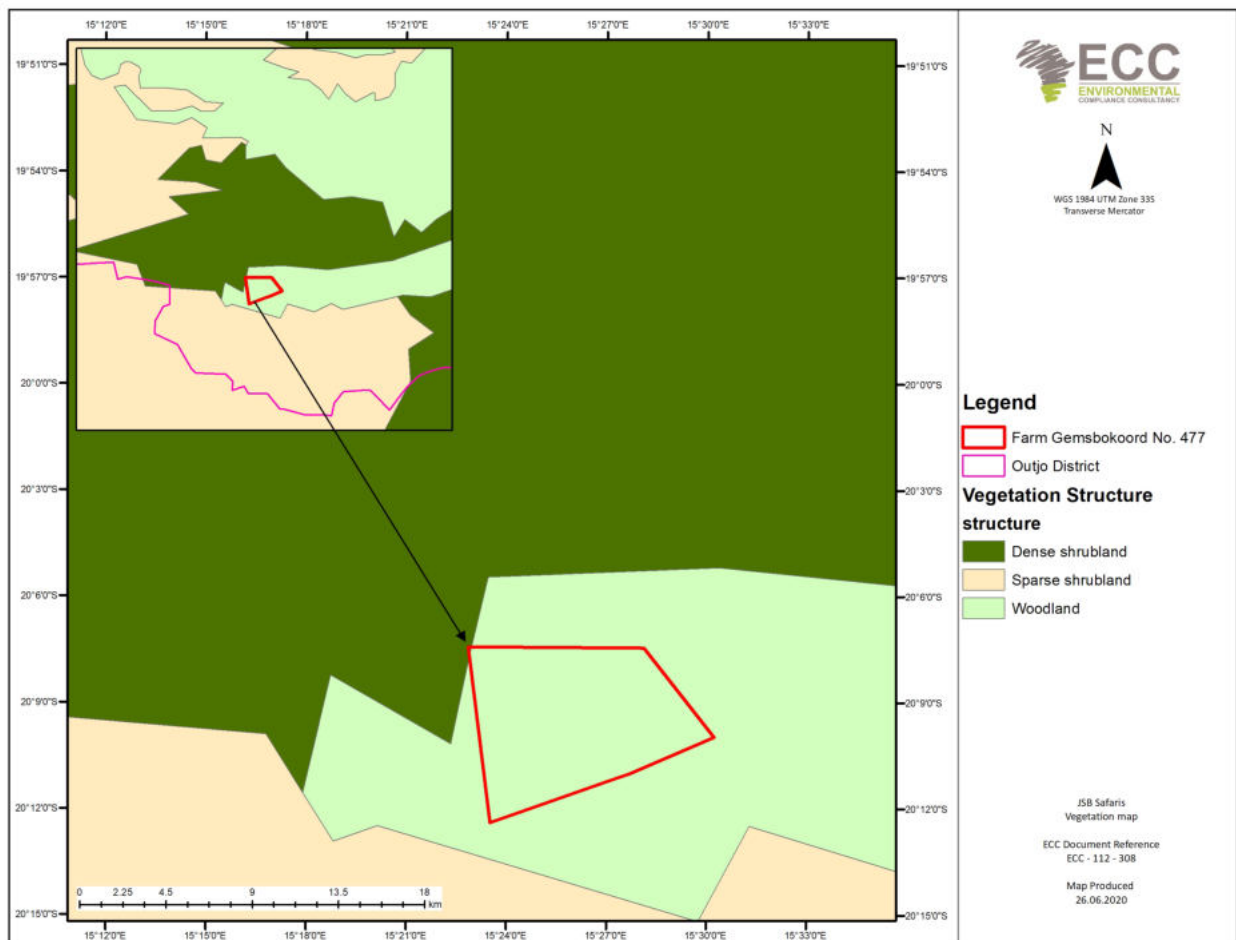 15°12'0"E 15°15'0"E 15°18'0"E 15°21'0"E 15°24'0"E 15°27'0"E 15°30'0"E 15°33'0"E
19°51'0"S 19°51'0"S
19°54'0"S 19°54'0"S
19°57'0"S 19°57'0"S
20°0'0"S 20°0'0"S
20°3'0"S 20°3'0"S
20°6'0"S 20°6'0"S
20°9'0"S 20°9'0"S
20°12'0"S 20°12'0"S
20°15'0"S 20°15'0"S
0 2.25 4.5 9 13.5 18
km
15°12'0"E 15°15'0"E 15°18'0"E 15°21'0"E 15°24'0"E 15°27'0"E 15°30'0"E 15°33'0"E
ECC
ENVIRONMENTAL
COMPLIANCE CONSULTANCY
N
WGS 1984 UTM Zone 33S
Transverse Mercator
Legend
Farm Gemsbokoord No. 477
Outjo District
Vegetation Structure
structure
Dense shrubland
Sparse shrubland
Woodland
JSB Safaris
Vegetation map
ECC Document Reference
ECC - 112 - 308
Map Produced
26.06.2020